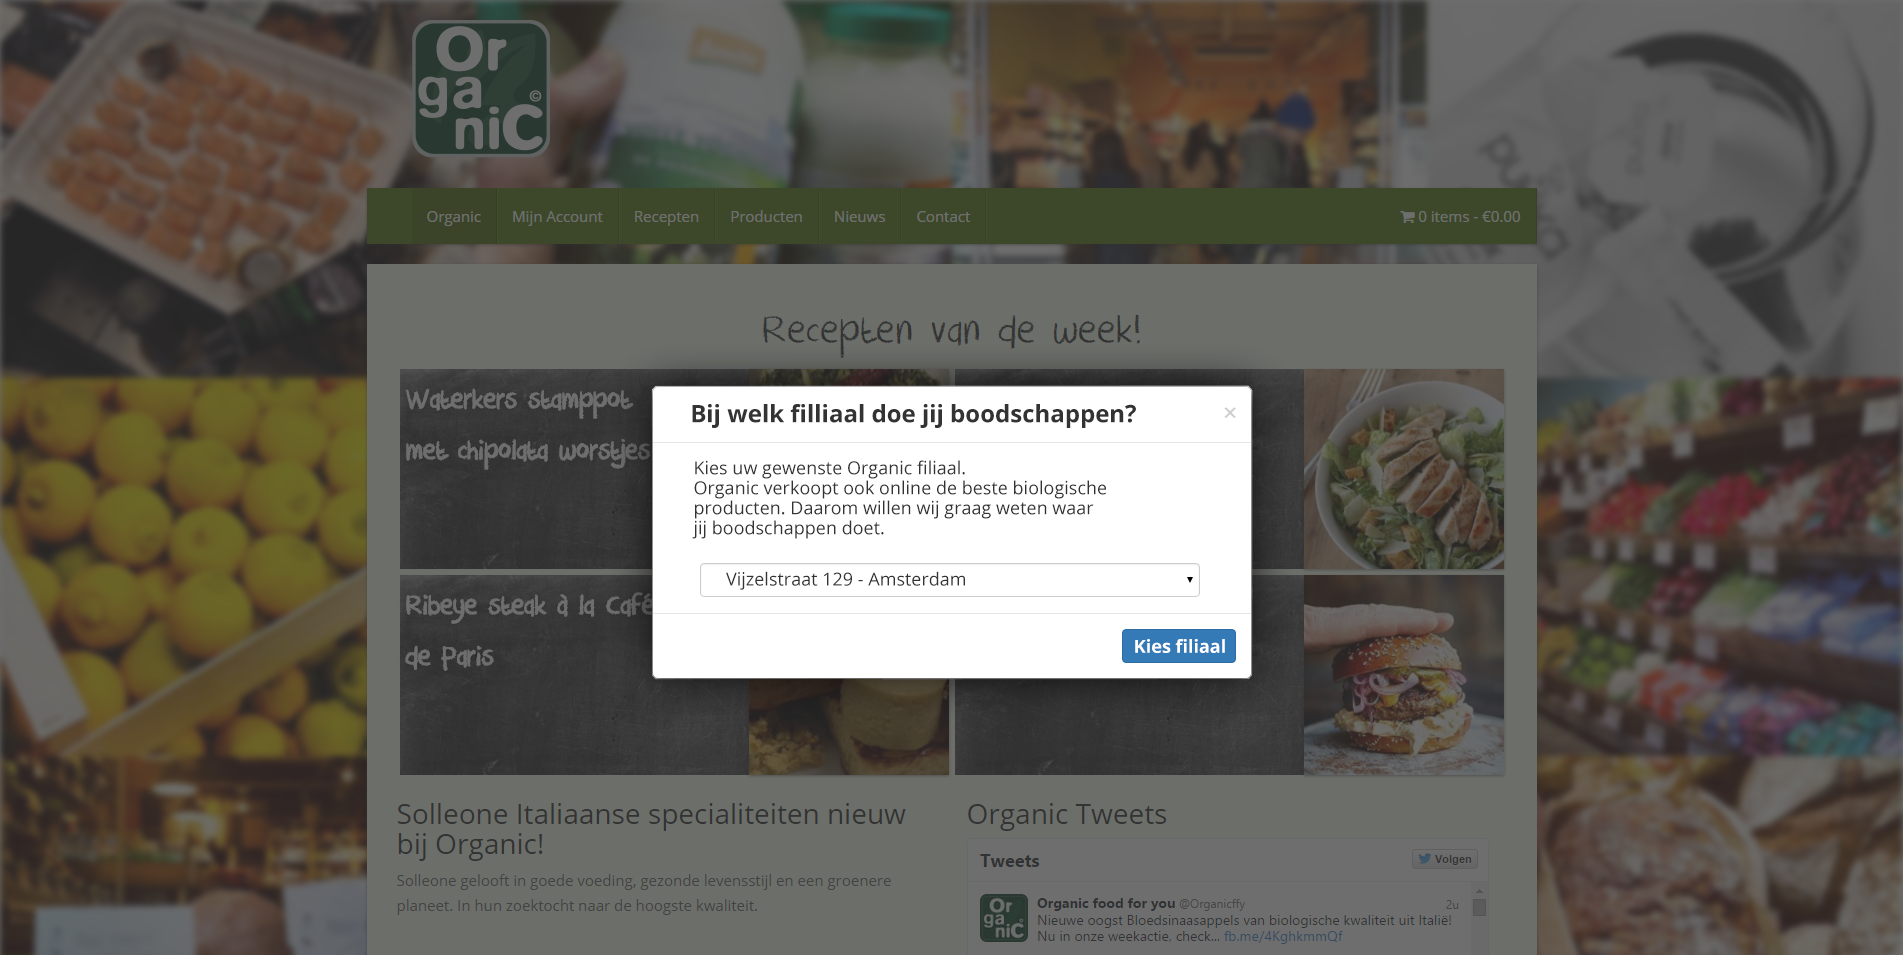 Or
ga
niC ©
Organic
Mijn Account
Recepten
Producten
Nieuws
Contact
0 items - €0.00
Recepten van de week!
Waterkers stamppot
met chipolata worstjes
Bij welk filliaal doe jij boodschappen?
×
Kies uw gewenste Organic filiaal.
Organic verkoopt ook online de beste biologische
producten. Daarom willen wij graag weten waar
jij boodschappen doet.
Vijzelstraat 129 - Amsterdam
Kies filiaal
Ribeye steak à la Café
de Paris
Solleone Italiaanse specialiteiten nieuw
bij Organic!
Solleone gelooft in goede voeding, gezonde levensstijl en een groenere
planeet. In hun zoektocht naar de hoogste kwaliteit.
Organic Tweets
Tweets
Volgen
Or
ga
niC
Organic food for you @Organicffy 2u
Nieuwe oogst Bloedsinaasappels van biologische kwaliteit uit Italië!
Nu in onze weekactie, check... fb.me/4KghkmmQf